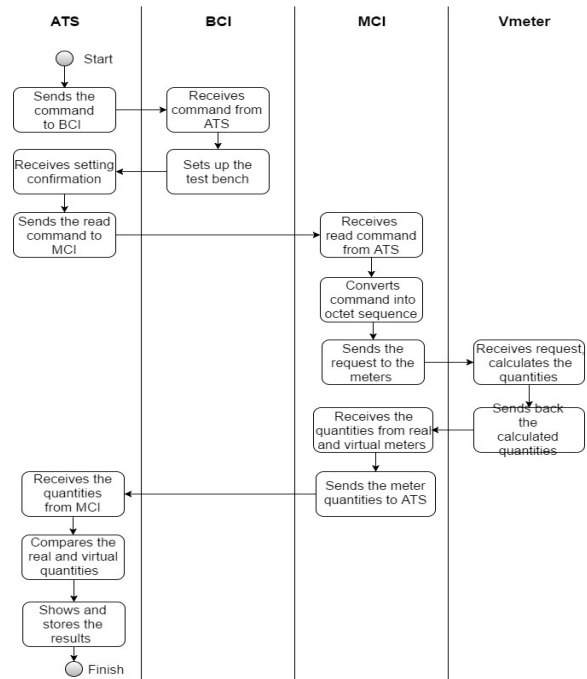 ATS
BCI
MCI
Vmeter
Start
Sends the
command
to BCI
Receives
command from
ATS
Receives setting
confirmation
Sets up the
test bench
Sends the read
command to
MCI
Receives
read command
from ATS
Converts
command into
octet sequence
Sends the
request to the
meters
Receives request,
calculates the
quantities
Sends back
the
calculated
quantities
Receives the
quantities from real
and virtual meters
Sends the meter
quantities to ATS
Receives the
quantities
from MCI
Compares the
real and virtual
quantities
Shows and
stores the
results
Finish